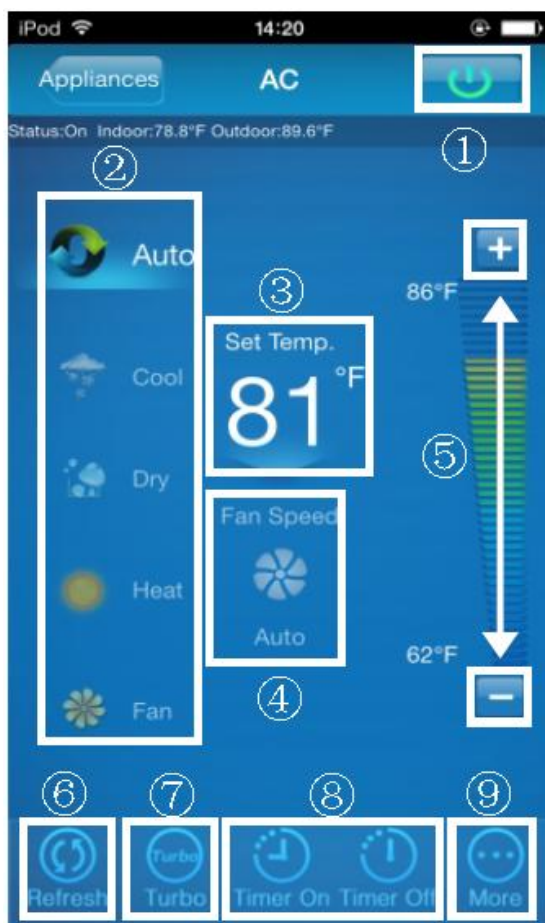 iPod 14:20
Appliances AC
①
Status:On Indoor:78.8°F Outdoor:89.6°F
②
Auto
Cool
Dry
Heat
Fan
③
Set Temp.
81 °F
Fan Speed
Auto
④
+
86°F
⑤
62°F
−
⑥ ⑦ ⑧ ⑨
Turbo
Refresh Turbo Timer On Timer Off More